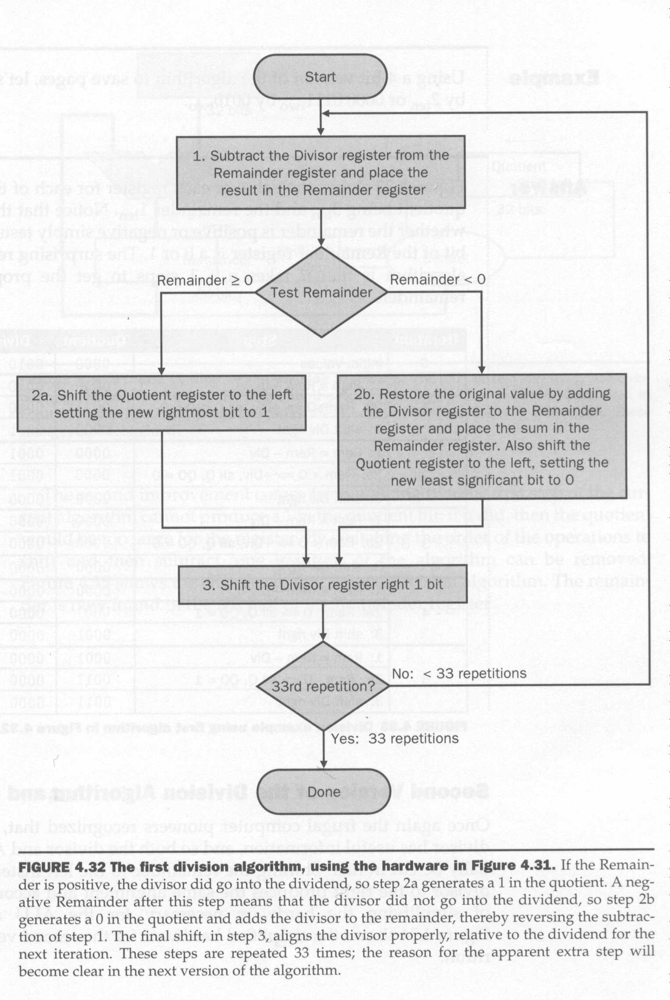 Start
1. Subtract the Divisor register from the
Remainder register and place the
result in the Remainder register
Remainder ≥ 0
Test Remainder
Remainder < 0
2a. Shift the Quotient register to the left
setting the new rightmost bit to 1
2b. Restore the original value by adding
the Divisor register to the Remainder
register and place the sum in the
Remainder register. Also shift the
Quotient register to the left, setting the
new least significant bit to 0
3. Shift the Divisor register right 1 bit
33rd repetition?
No: < 33 repetitions
Yes: 33 repetitions
Done
FIGURE 4.32 The first division algorithm, using the hardware in Figure 4.31. If the Remain-
der is positive, the divisor did go into the dividend, so step 2a generates a 1 in the quotient. A neg-
ative Remainder after this step means that the divisor did not go into the dividend, so step 2b
generates a 0 in the quotient and adds the divisor to the remainder, thereby reversing the subtrac-
tion of step 1. The final shift, in step 3, aligns the divisor properly, relative to the dividend for the
next iteration. These steps are repeated 33 times; the reason for the apparent extra step will
become clear in the next version of the algorithm.